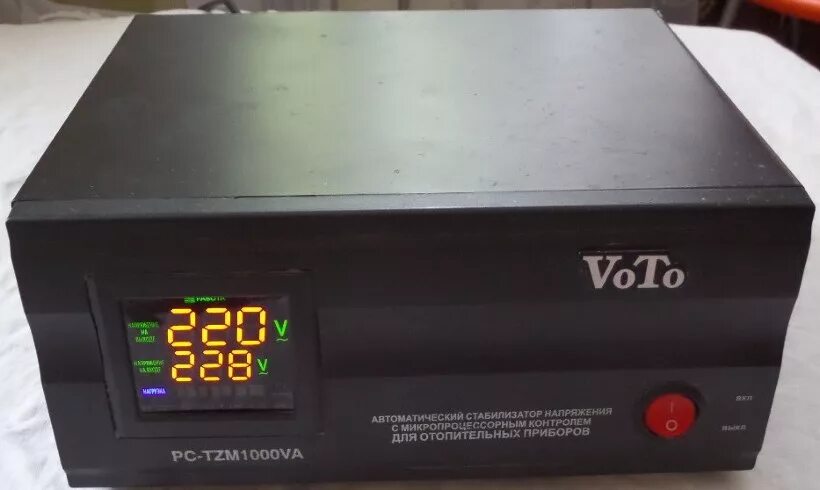 VoTo
РАБОТА
НАПРЯЖЕНИЕ
НА
ВЫХОДЕ
220 V
НАПРЯЖЕНИЕ
НА ВХОДЕ
228 V
НАГРУЗКА
PC-TZM1000VA
АВТОМАТИЧЕСКИЙ СТАБИЛИЗАТОР НАПРЯЖЕНИЯ
С МИКРОПРОЦЕССОРНЫМ КОНТРОЛЕМ
ДЛЯ ОТОПИТЕЛЬНЫХ ПРИБОРОВ
I
O
ВКЛ
ВЫКЛ